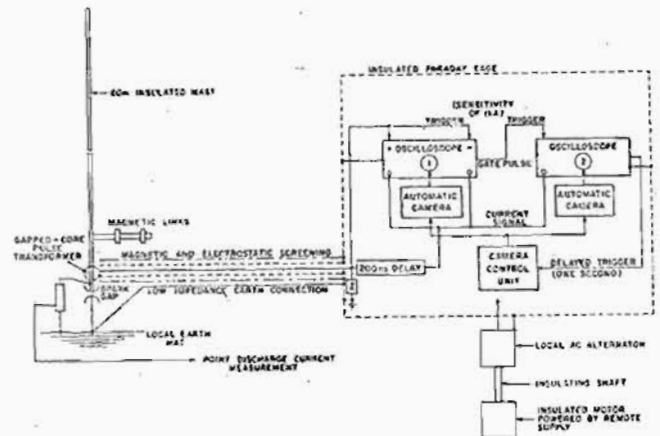 INSULATED FARADAY CAGE
60m INSULATED MAST
(SENSITIVITY
OF 1kA)
TRIGGER
TRIGGER
OSCILLOSCOPE
1
GATE PULSE
OSCILLOSCOPE
2
AUTOMATIC
CAMERA
AUTOMATIC
CAMERA
MAGNETIC LINKS
GAPPED-CORE
PULSE
TRANSFORMER
CURRENT
SIGNAL
MAGNETIC AND ELECTROSTATIC SCREENING
200ns DELAY
CAMERA
CONTROL
UNIT
DELAYED TRIGGER
(ONE SECOND)
SPARK
GAP
LOW IMPEDANCE EARTH CONNECTION
LOCAL EARTH
MAT
POINT DISCHARGE CURRENT
MEASUREMENT
LOCAL AC ALTERNATOR
INSULATING SHAFT
INSULATED MOTOR
POWERED BY REMOTE
SUPPLY